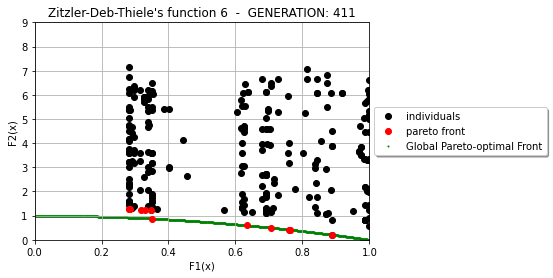 Zitzler-Deb-Thiele's function 6 - GENERATION: 411
9
8
7
6
5
4
3
2
1
0
F2(x)
0.0 0.2 0.4 0.6 0.8 1.0
F1(x)
individuals
pareto front
Global Pareto-optimal Front